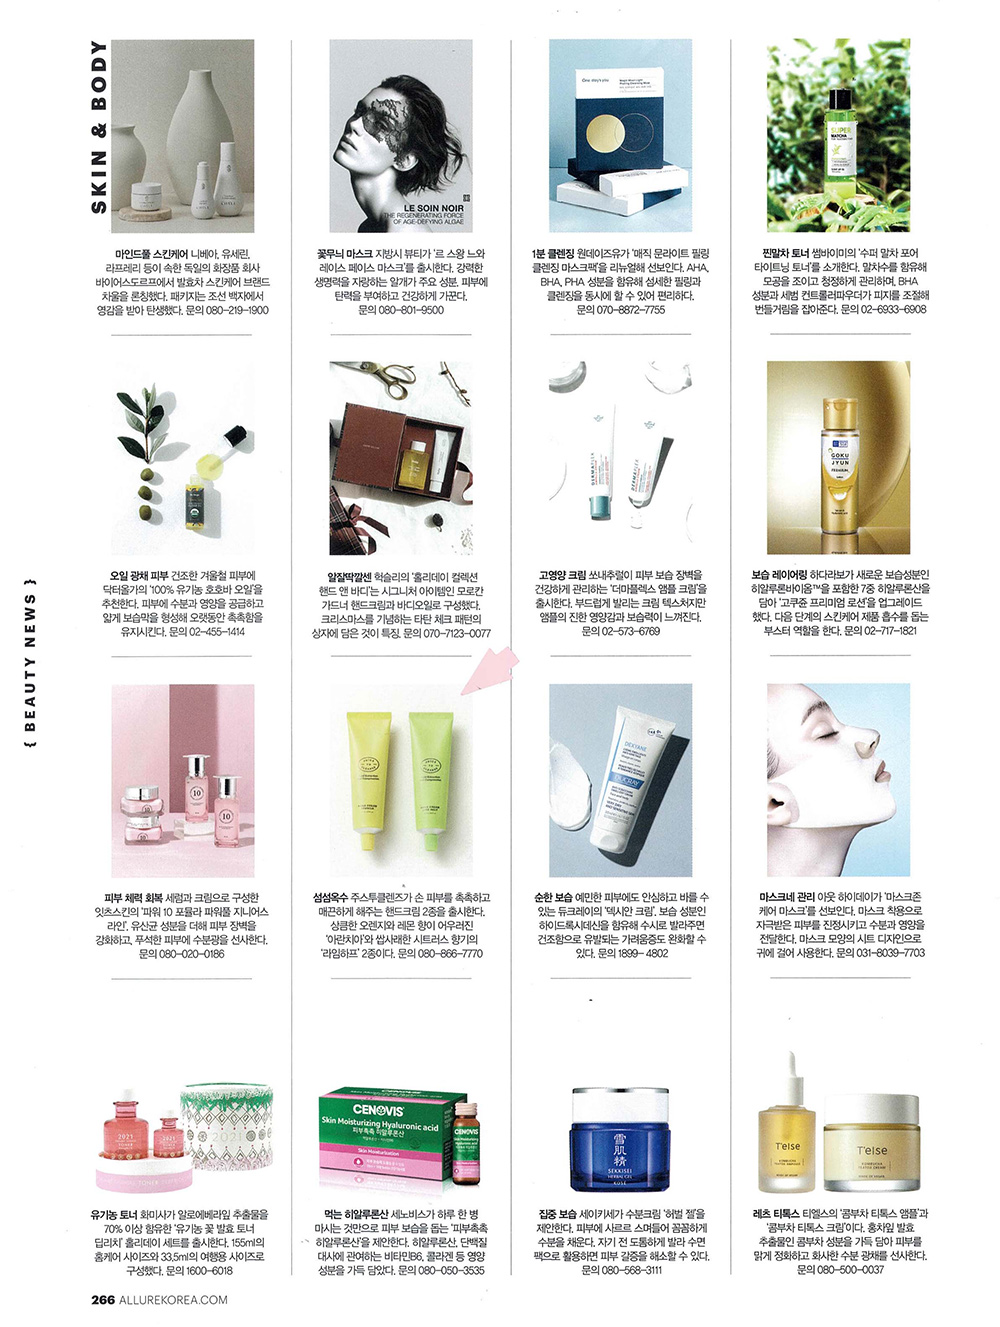 SKIN & BODY
{ BEAUTY NEWS }
마인드풀 스킨케어 니베아, 유세린,
라프레리 등이 속한 독일의 화장품 회사
바이어스도르프에서 발효차 스킨케어 브랜드
차울을 론칭했다. 패키지는 조선 백자에서
영감을 받아 탄생했다. 문의 080-219-1900
LE SOIN NOIR
THE REGENERATING FORCE
OF AGE-DEFYING ALGAE
꽃무늬 마스크 지방시 뷰티가 '르 스왕 느와
레이스 페이스 마스크'를 출시한다. 강력한
생명력을 자랑하는 알개가 주요 성분. 피부에
탄력을 부여하고 건강하게 가꾼다.
문의 080-801-9500
One day's you
1분 클렌징 원데이즈유가 '매직 문라이트 필링
클렌징 마스크팩'을 리뉴얼해 선보인다. AHA,
BHA, PHA 성분을 함유해 섬세한 필링과
클렌징을 동시에 할 수 있어 편리하다.
문의 070-8872-7755
SUPER
MATCHA
찐말차 토너 썸바이미의 '수퍼 말차 포어
타이트닝 토너'를 소개한다. 말차수를 함유해
모공을 조이고 청정하게 관리하며, BHA
성분과 세범 컨트롤러파우더가 피지를 조절해
번들거림을 잡아준다. 문의 02-6933-6908
오일 광채 피부 건조한 겨울철 피부에
닥터올가의 '100% 유기농 호호바 오일'을
추천한다. 피부에 수분과 영양을 공급하고
얇게 보습막을 형성해 오랫동안 촉촉함을
유지시킨다. 문의 02-455-1414
알잘딱깔센 헉슬리의 '홀리데이 컬렉션
핸드 앤 바디'는 시그니처 아이템인 모로칸
가드너 핸드크림과 바디오일로 구성했다.
크리스마스를 기념하는 타탄 체크 패턴의
상자에 담은 것이 특징. 문의 070-7123-0077
DERMAPLEX
DERMAPLEX
고영양 크림 쏘내추럴이 피부 보습 장벽을
건강하게 관리하는 '더마플렉스 앰플 크림'을
출시한다. 부드럽게 발리는 크림 텍스처지만
앰플의 진한 영양감과 보습력이 느껴진다.
문의 02-573-6769
GOKU
JYUN
PREMIUM
보습 레이어링 하다라보가 새로운 보습성분인
히알루론바이옴™을 포함한 7중 히알루론산을
담아 '고쿠쥰 프리미엄 로션'을 업그레이드
했다. 다음 단계의 스킨케어 제품 흡수를 돕는
부스터 역할을 한다. 문의 02-717-1821
10
10
10
피부 체력 회복 세럼과 크림으로 구성한
잇츠스킨의 '파워 10 포뮬라 파워풀 지니어스
라인'. 유산균 성분을 더해 피부 장벽을
강화하고, 푸석한 피부에 수분광을 선사한다.
문의 080-020-0186
섬섬옥수 주스투클렌즈가 손 피부를 촉촉하고
매끈하게 해주는 핸드크림 2종을 출시한다.
상큼한 오렌지와 레몬 향이 어우러진
'아란치아'와 쌉사래한 시트러스 향기의
'라임하프' 2종이다. 문의 080-866-7770
DEXYANE
DUCRAY
순한 보습 예민한 피부에도 안심하고 바를 수
있는 듀크레이의 '덱시안 크림'. 보습 성분인
하이드록시데신을 함유해 수시로 발라주면
건조함으로 유발되는 가려움증도 완화할 수
있다. 문의 1899- 4802
마스크네 관리 아웃 하이데이가 '마스크존
케어 마스크'를 선보인다. 마스크 착용으로
자극받은 피부를 진정시키고 수분과 영양을
전달한다. 마스크 모양의 시트 디자인으로
귀에 걸어 사용한다. 문의 031-8039-7703
2021
2021
2021
유기농 토너 화미사가 알로에베라잎 추출물을
70% 이상 함유한 '유기농 꽃 발효 토너
딥리치' 홀리데이 세트를 출시한다. 155ml의
홈케어 사이즈와 33.5ml의 여행용 사이즈로
구성했다. 문의 1600-6018
CENOVIS
Skin Moisturizing Hyaluronic acid
피부촉촉 히알루론산
Skin Moisturisation
CENOVIS
먹는 히알루론산 세노비스가 하루 한 병
마시는 것만으로 피부 보습을 돕는 '피부촉촉
히알루론산'을 제안한다. 히알루론산, 단백질
대사에 관여하는 비타민B6, 콜라겐 등 영양
성분을 가득 담았다. 문의 080-050-3535
雪肌精
SEKKISEI
HERBAL GEL
KOSÉ
집중 보습 세이키세가 수분크림 '허벌 젤'을
제안한다. 피부에 사르르 스며들어 꼼꼼하게
수분을 채운다. 자기 전 도톰하게 발라 수면
팩으로 활용하면 피부 갈증을 해소할 수 있다.
문의 080-568-3111
T'else
T'else
레츠 티톡스 티엘스의 '콤부차 티톡스 앰플'과
'콤부차 티톡스 크림'이다. 홍차잎 발효
추출물인 콤부차 성분을 가득 담아 피부를
맑게 정화하고 화사한 수분 광채를 선사한다.
문의 080-500-0037
266 ALLUREKOREA.COM